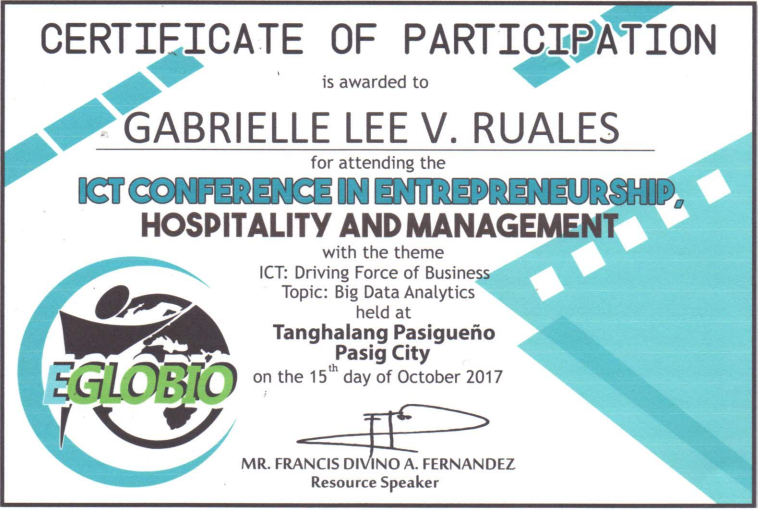 CERTIFICATE OF PARTICIPATION
is awarded to
GABRIELLE LEE V. RUALES
for attending the
ICT CONFERENCE IN ENTREPRENEURSHIP,
HOSPITALITY AND MANAGEMENT
with the theme
ICT: Driving Force of Business
Topic: Big Data Analytics
held at
Tanghalang Pasigueño
Pasig City
on the 15th day of October 2017
EGLOBIO
MR. FRANCIS DIVINO A. FERNANDEZ
Resource Speaker